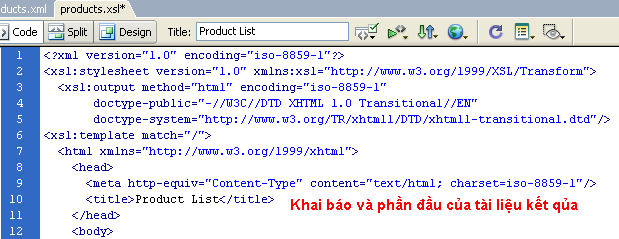 ducts.xml products.xsl*
Code Split Design Title: Product List
1 <?xml version="1.0" encoding="iso-8859-1"?>
2 <xsl:stylesheet version="1.0" xmlns:xsl="http://www.w3.org/1999/XSL/Transform">
3 <xsl:output method="html" encoding="iso-8859-1"
4 doctype-public="-//W3C//DTD XHTML 1.0 Transitional//EN"
5 doctype-system="http://www.w3.org/TR/xhtml1/DTD/xhtml1-transitional.dtd"/>
6 <xsl:template match="/">
7 <html xmlns="http://www.w3.org/1999/xhtml">
8 <head>
9 <meta http-equiv="Content-Type" content="text/html; charset=iso-8859-1"/>
10 <title>Product List</title>
Khai báo và phần đầu của tài liệu kết qủa
11 </head>
12 <body>